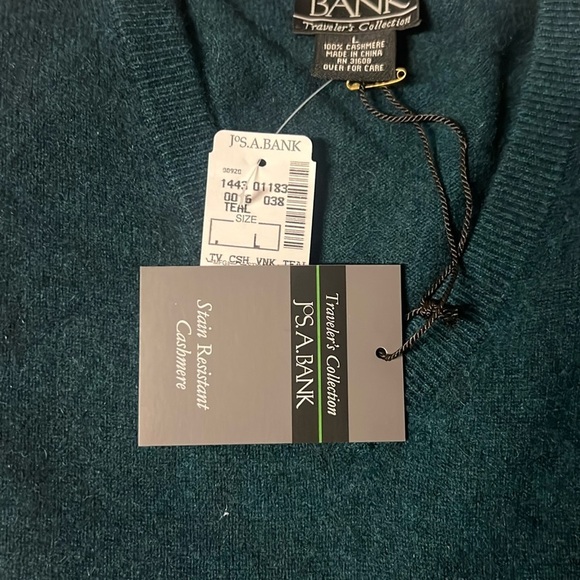 BANK
Traveler's Collection
L
100% CASHMERE
MADE IN CHINA
RN 31609
OVER FOR CARE
JOS.A.BANK
00920
1443 01183
00 6 038
TEAL
SIZE
L
TV CSH VNK TEAL
Traveler's Collection
JOS.A.BANK
Stain Resistant
Cashmere